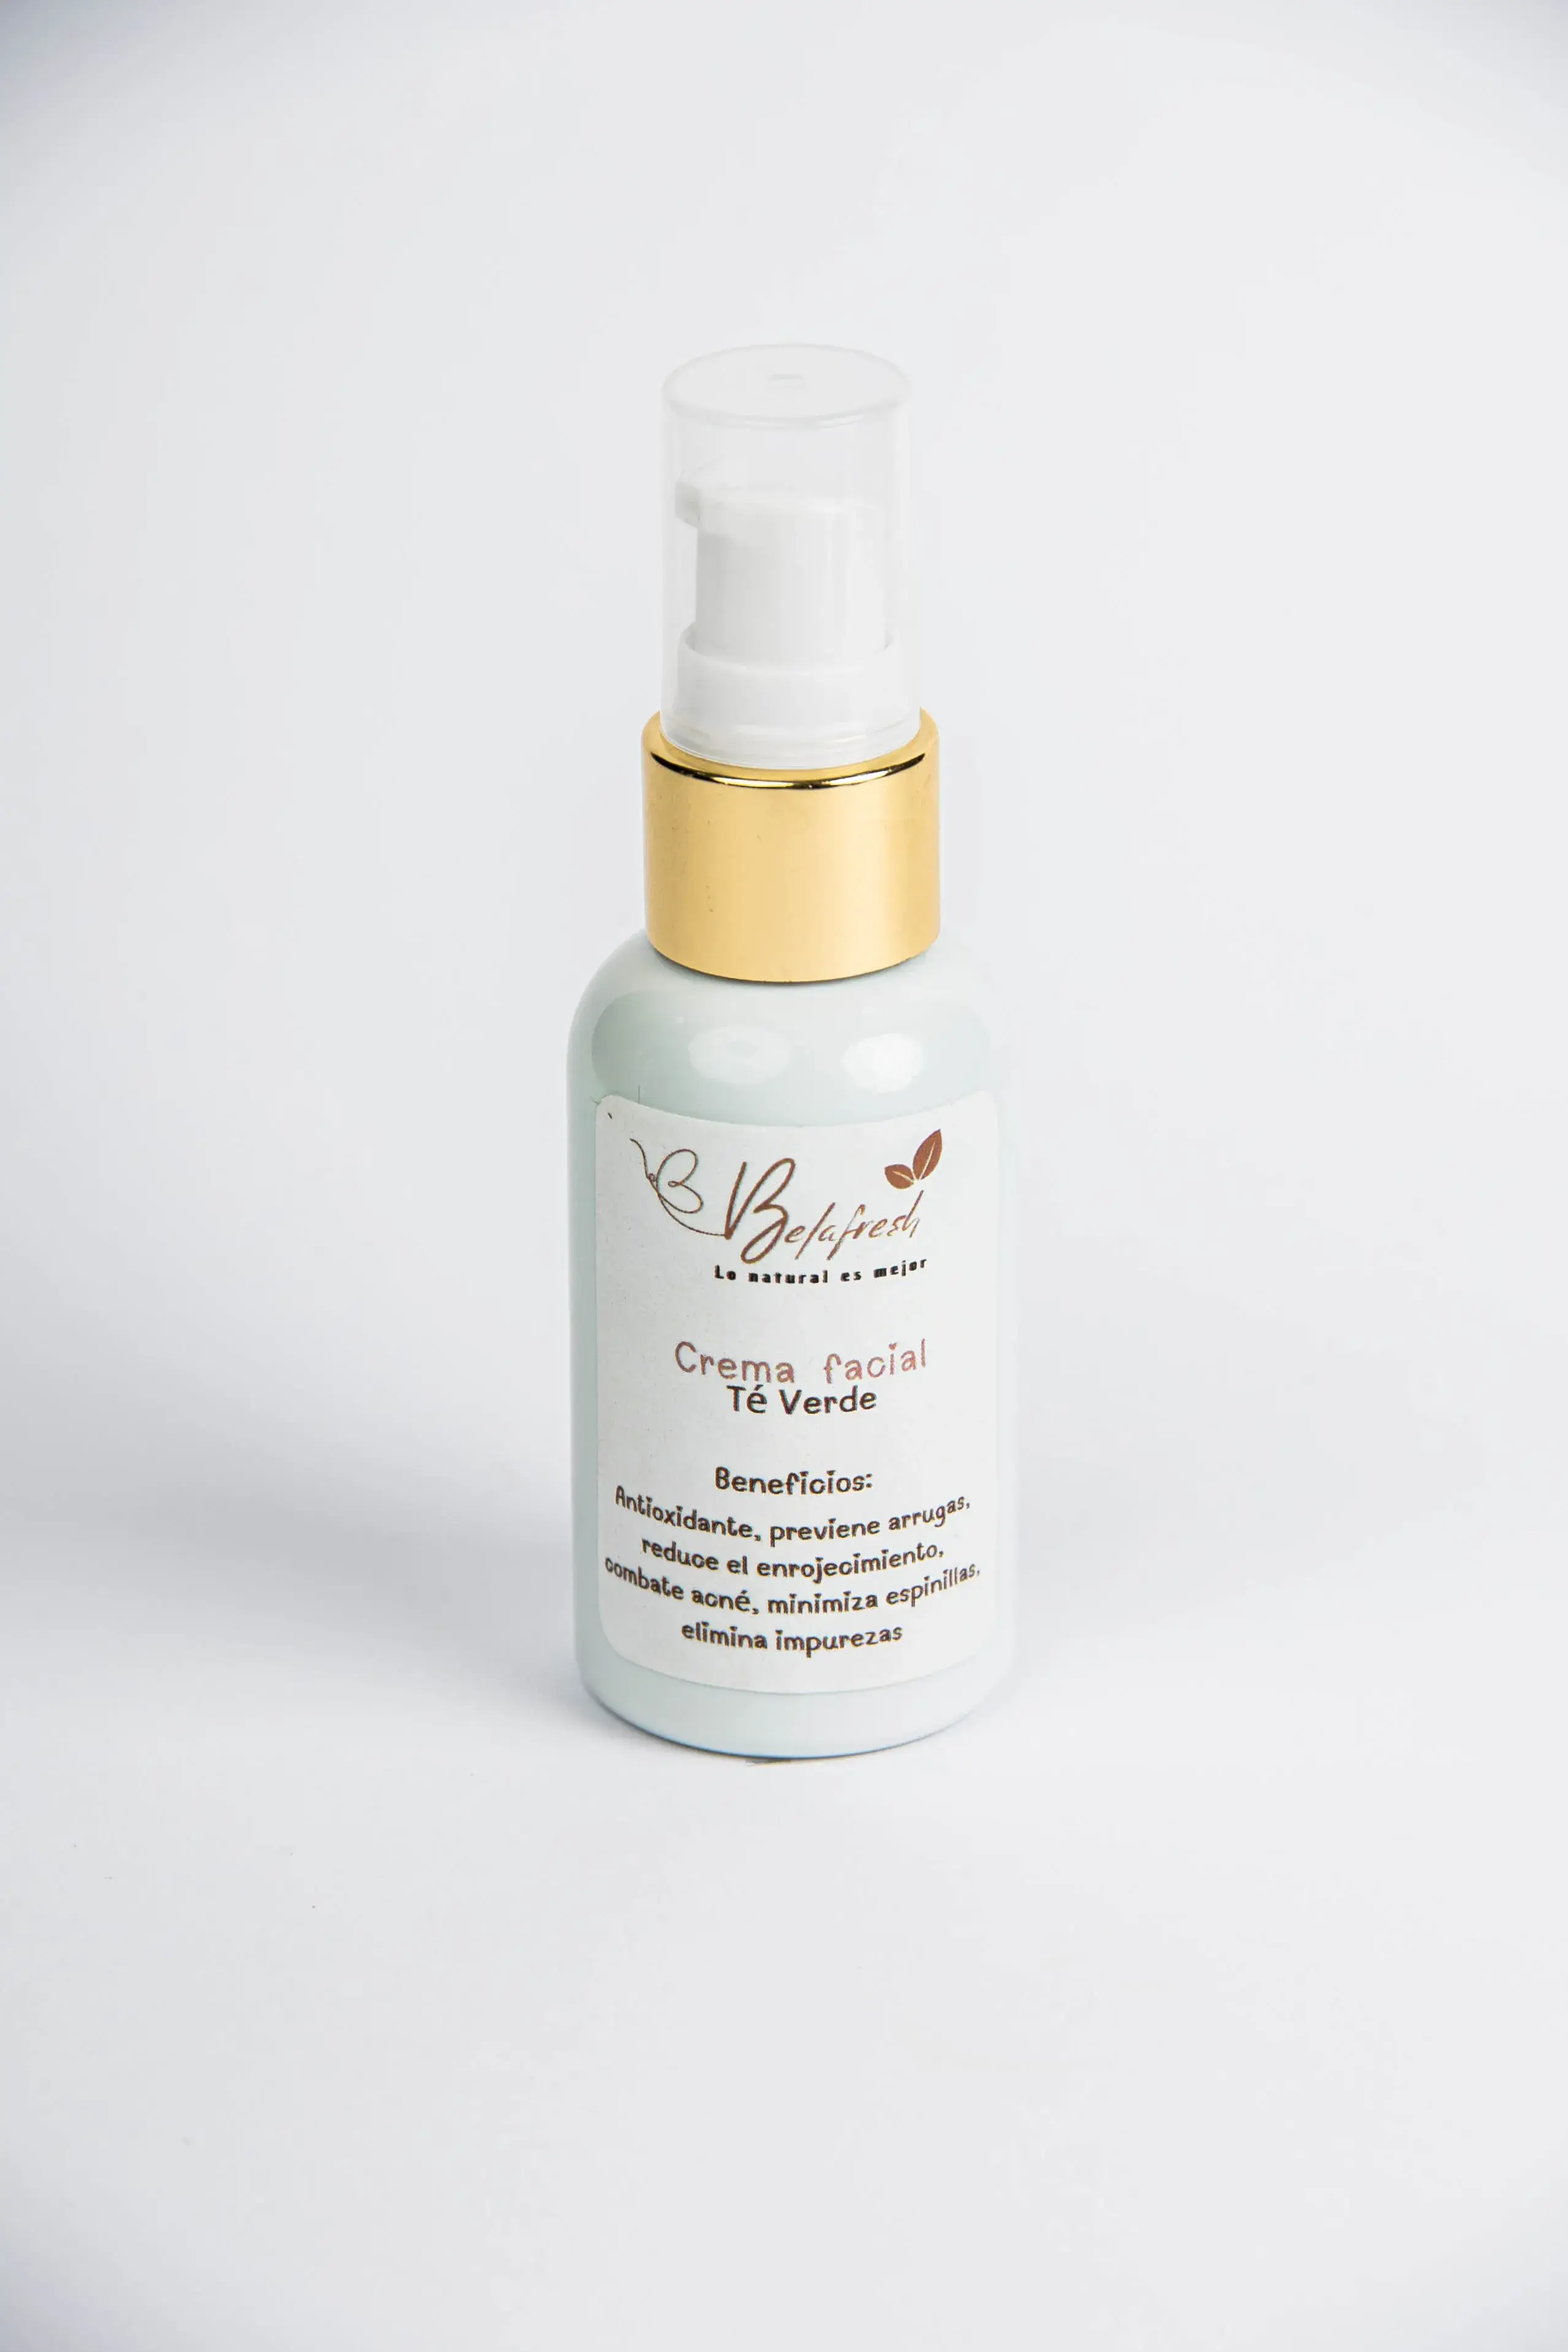 Belafresh
Lo natural es mejor
Crema facial
Té Verde
Beneficios:
Antioxidante, previene arrugas,
reduce el enrojecimiento,
combate acné, minimiza espinillas,
elimina impurezas